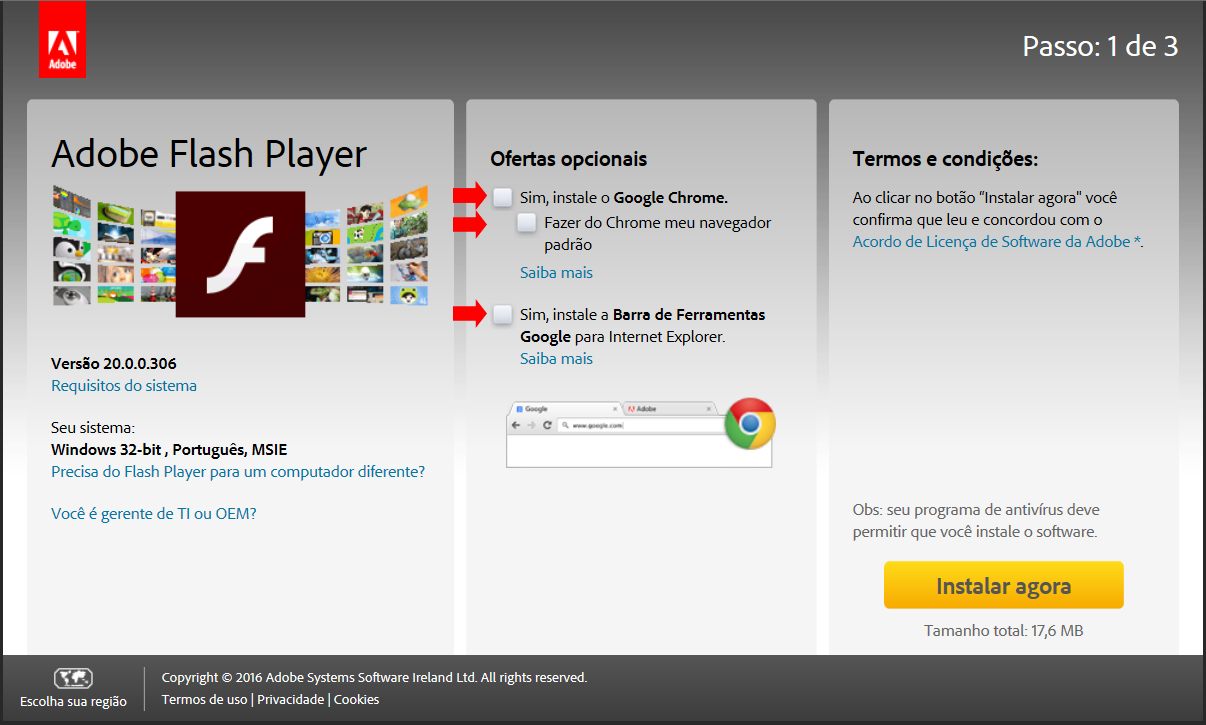 Adobe
Passo: 1 de 3
Adobe Flash Player
Versão 20.0.0.306
Requisitos do sistema
Seu sistema:
Windows 32-bit , Português, MSIE
Precisa do Flash Player para um computador diferente?
Você é gerente de TI ou OEM?
Ofertas opcionais
Sim, instale o Google Chrome.
Fazer do Chrome meu navegador
padrão
Saiba mais
Sim, instale a Barra de Ferramentas
Google para Internet Explorer.
Saiba mais
Google
Adobe
www.google.com
Termos e condições:
Ao clicar no botão "Instalar agora" você
confirma que leu e concordou com o
Acordo de Licença de Software da Adobe *.
Obs: seu programa de antivírus deve
permitir que você instale o software.
Instalar agora
Tamanho total: 17,6 MB
Escolha sua região
Copyright © 2016 Adobe Systems Software Ireland Ltd. All rights reserved.
Termos de uso | Privacidade | Cookies